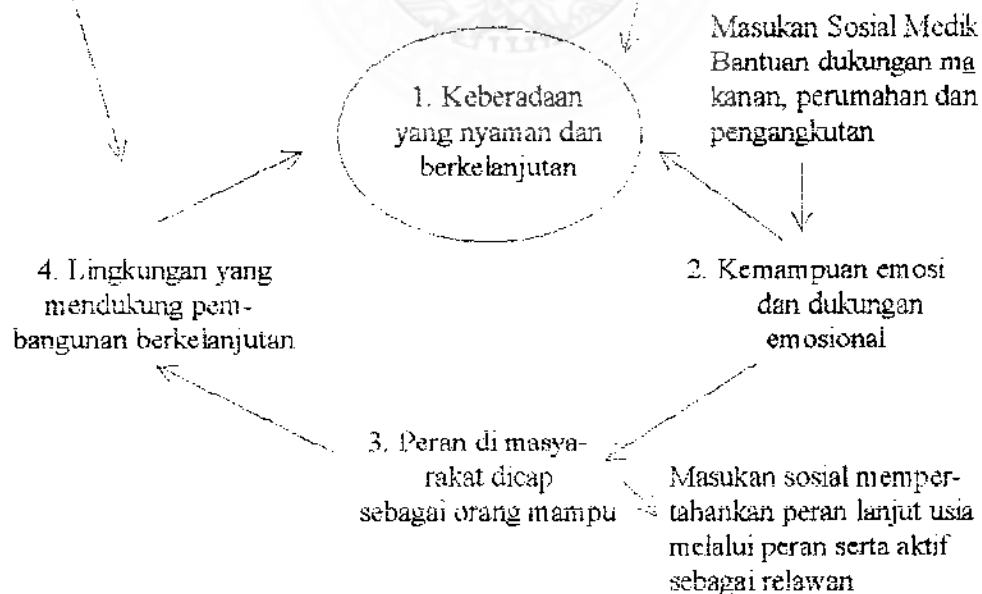 Masukan Sosial Medik
Bantuan dukungan ma
kanan, perumahan dan
pengangkutan
1. Keberadaan
yang nyaman dan
berkelanjutan
4. Lingkungan yang
mendukung pem-
bangunan berkelanjutan
2. Kemampuan emosi
dan dukungan
emosional
3. Peran di masya-
rakat dicap
sebagai orang mampu
Masukan sosial memper-
tahankan peran lanjut usia
melalui peran serta aktif
sebagai relawan